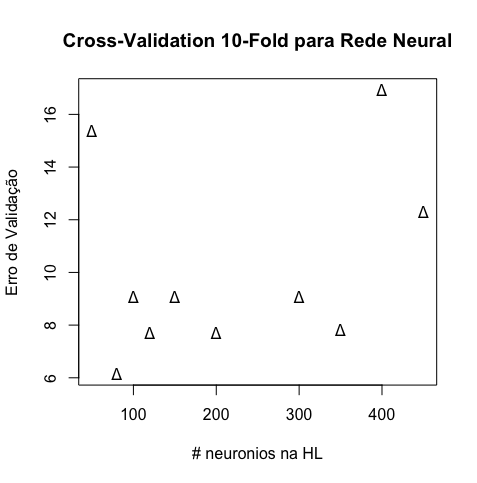 Cross-Validation 10-Fold para Rede Neural
Erro de Validação
16
14
12
10
8
6
100 200 300 400
# neuronios na HL